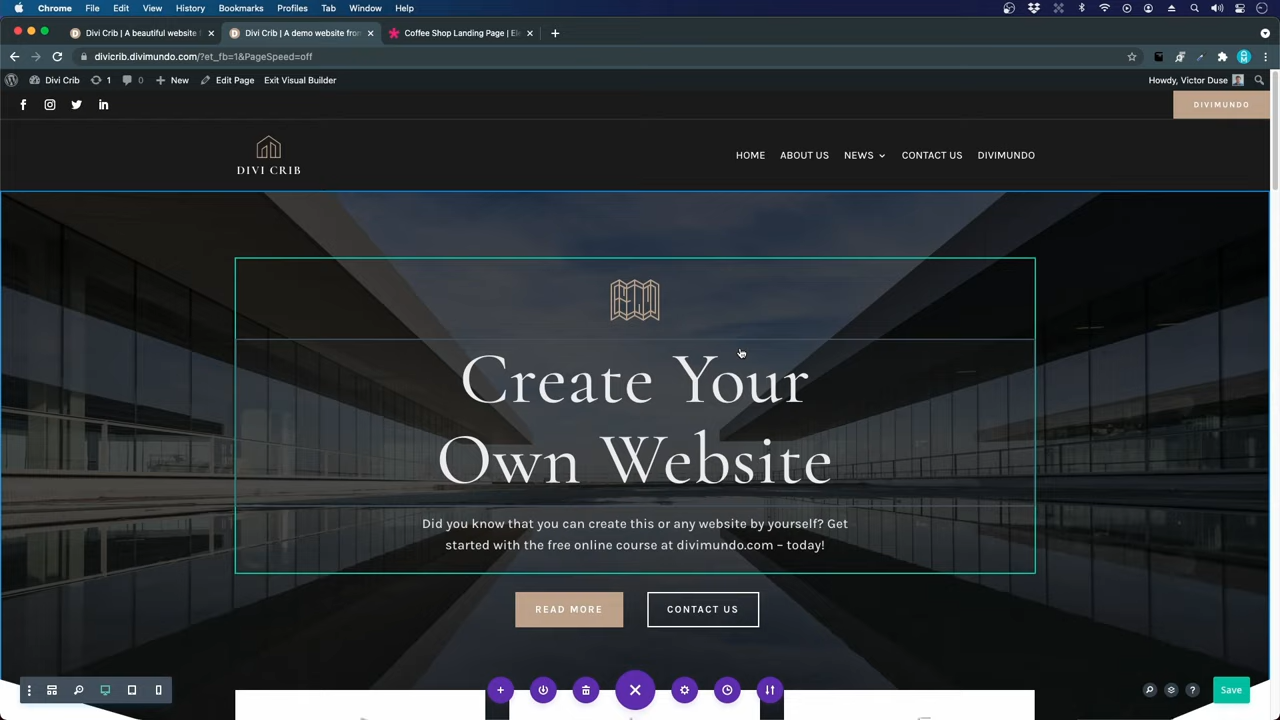 Chrome File Edit View History Bookmarks Profiles Tab Window Help
Divi Crib | A beautiful website
Divi Crib | A demo website from
Coffee Shop Landing Page | Ele
divicrib.divimundo.com/?et_fb=1&PageSpeed=off
Divi Crib 1 0 New Edit Page Exit Visual Builder Howdy, Victor Duse
DIVIMUNDO
DIVI CRIB
HOME ABOUT US NEWS CONTACT US DIVIMUNDO
Create Your
Own Website
Did you know that you can create this or any website by yourself? Get
started with the free online course at divimundo.com – today!
READ MORE CONTACT US
Save